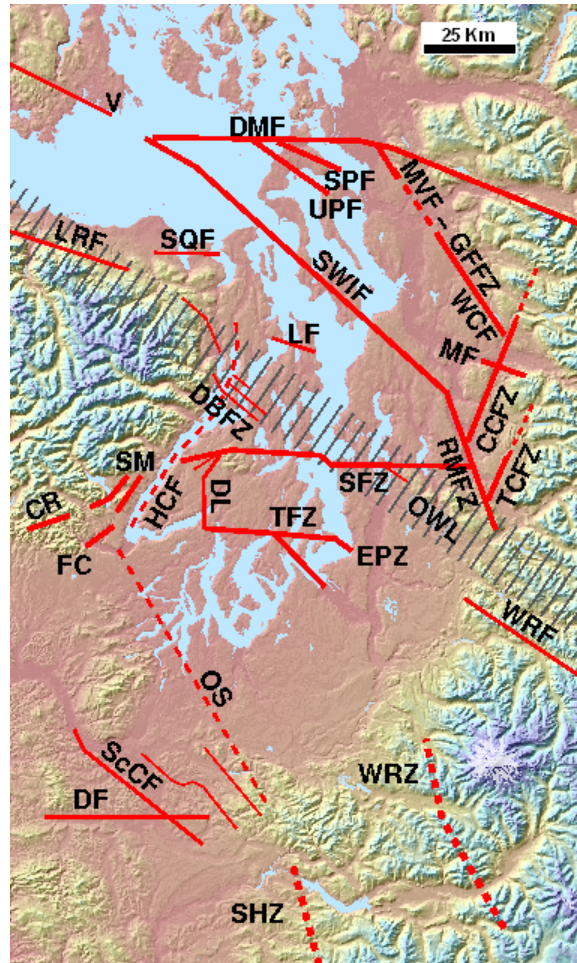 25 Km
V
DMF
SPF
UPF
MVF
GFFZ
LRF
SQF
SWIF
WCF
LF
MF
DBFZ
CCFZ
RMFZ
TCFZ
SM
HCF
DL
SFZ
OWL
CR
TFZ
FC
EPZ
WRF
OS
ScCF
WRZ
DF
SHZ